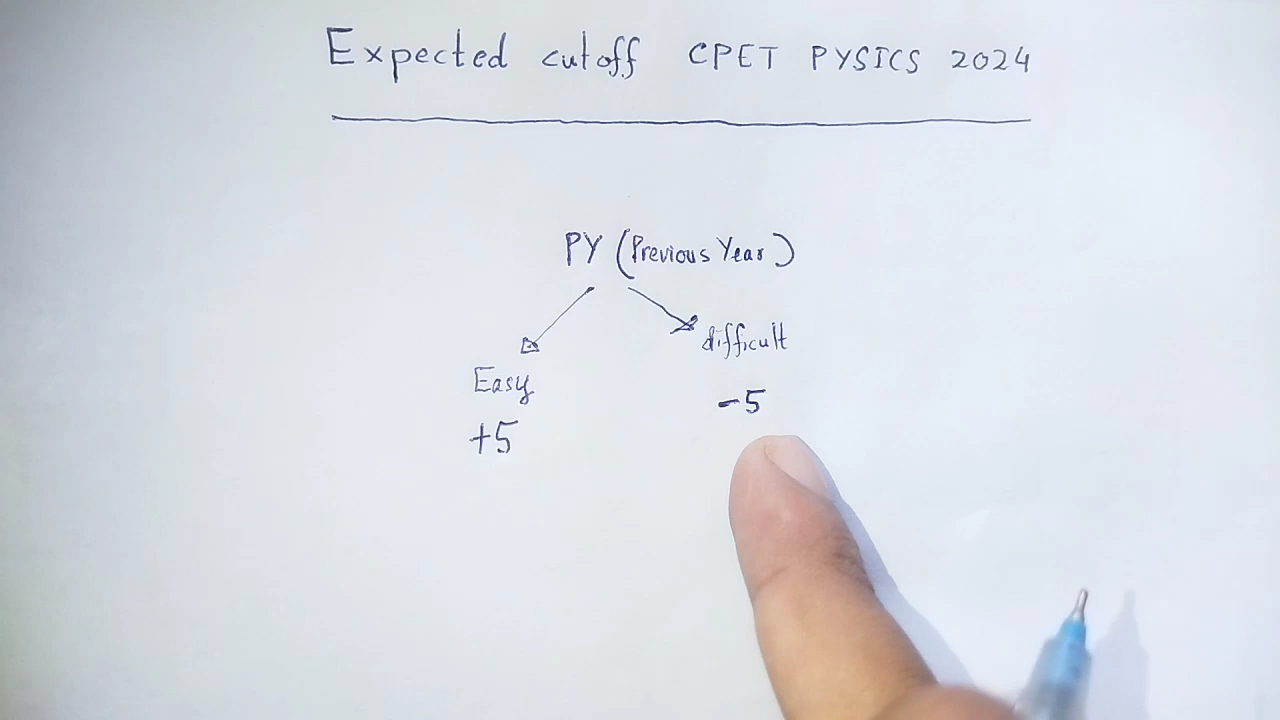 Expected cutoff CPET PYSICS 2024
PY (Previous Year)
Easy
difficult
+5
-5